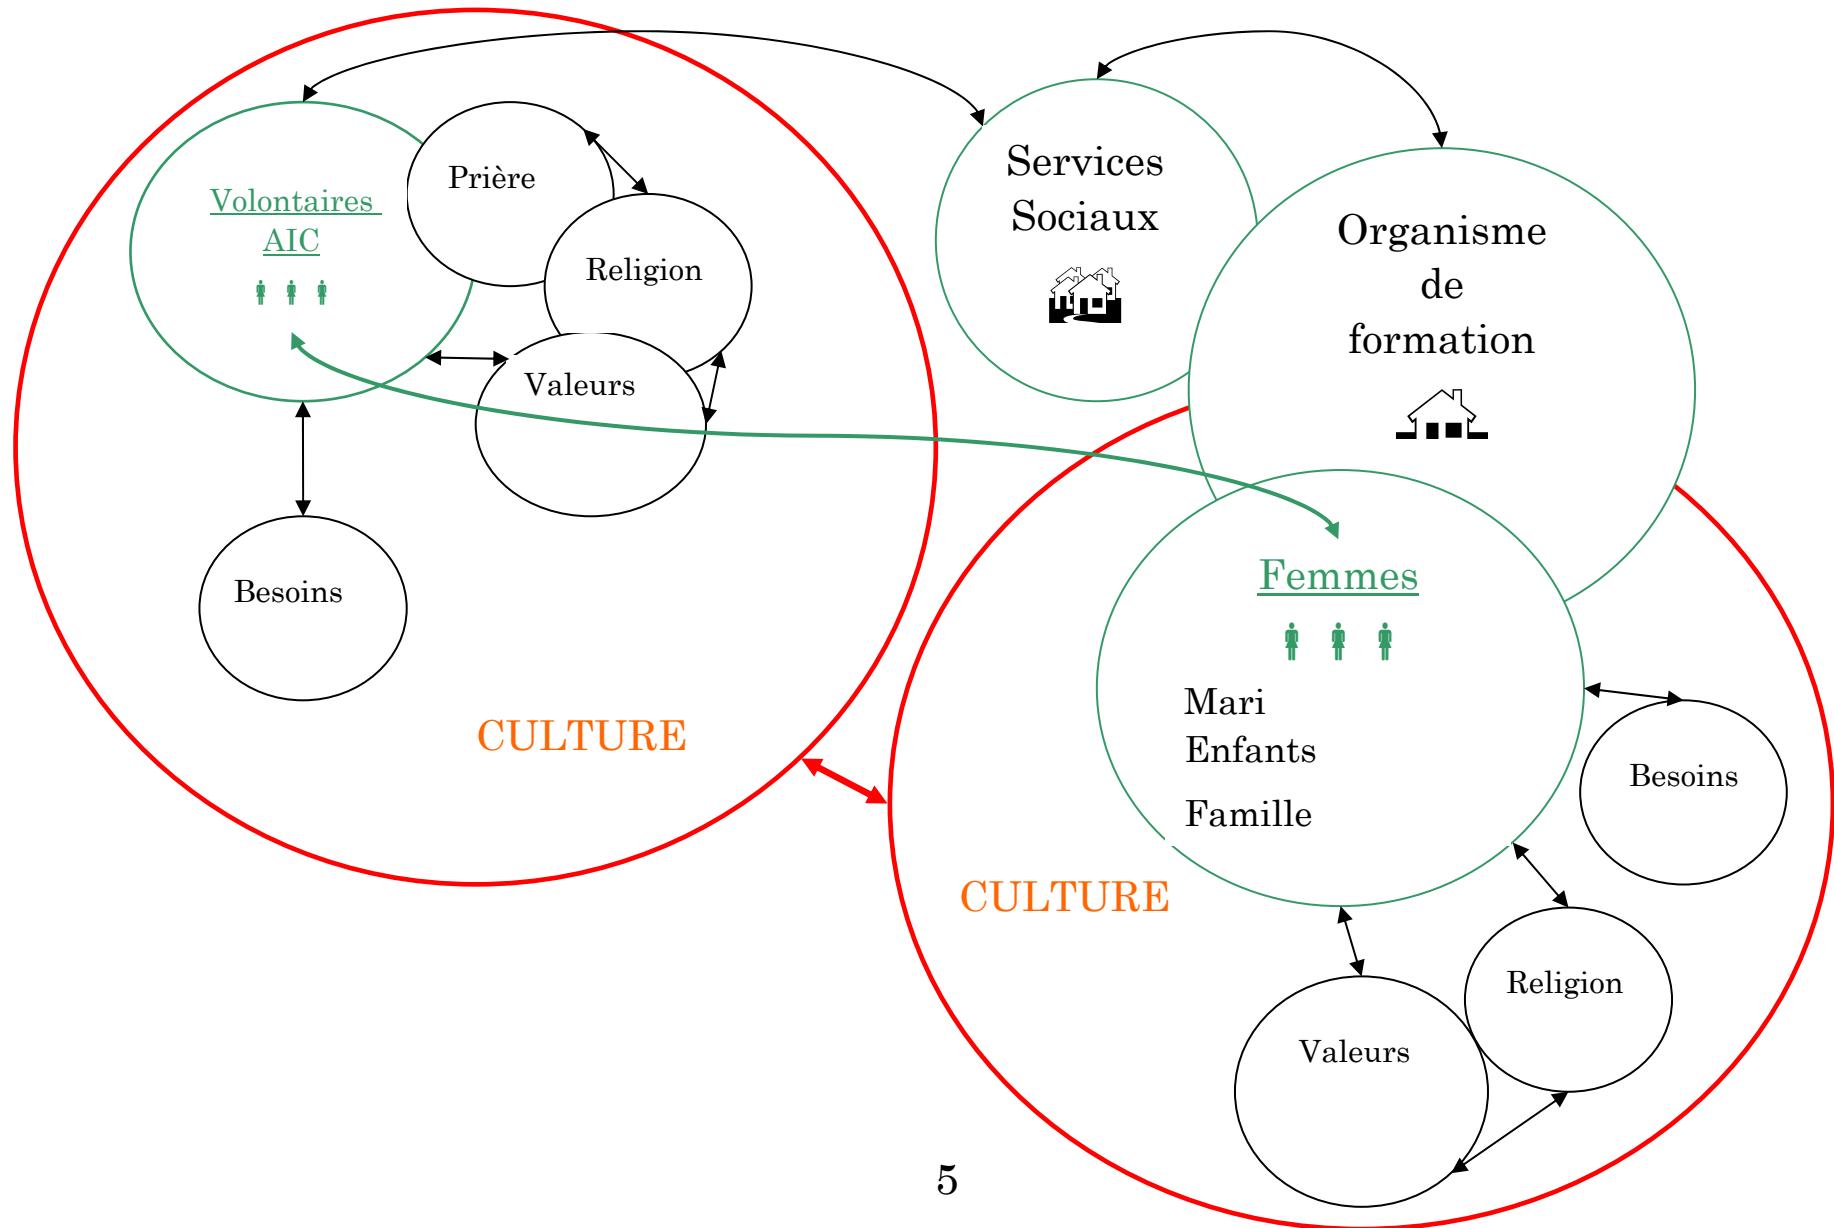 Prière
Volontaires
AIC
Religion
Valeurs
Besoins
CULTURE
Services
Sociaux
Organisme
de
formation
Femmes
Mari
Enfants
Famille
Besoins
CULTURE
Religion
Valeurs
5